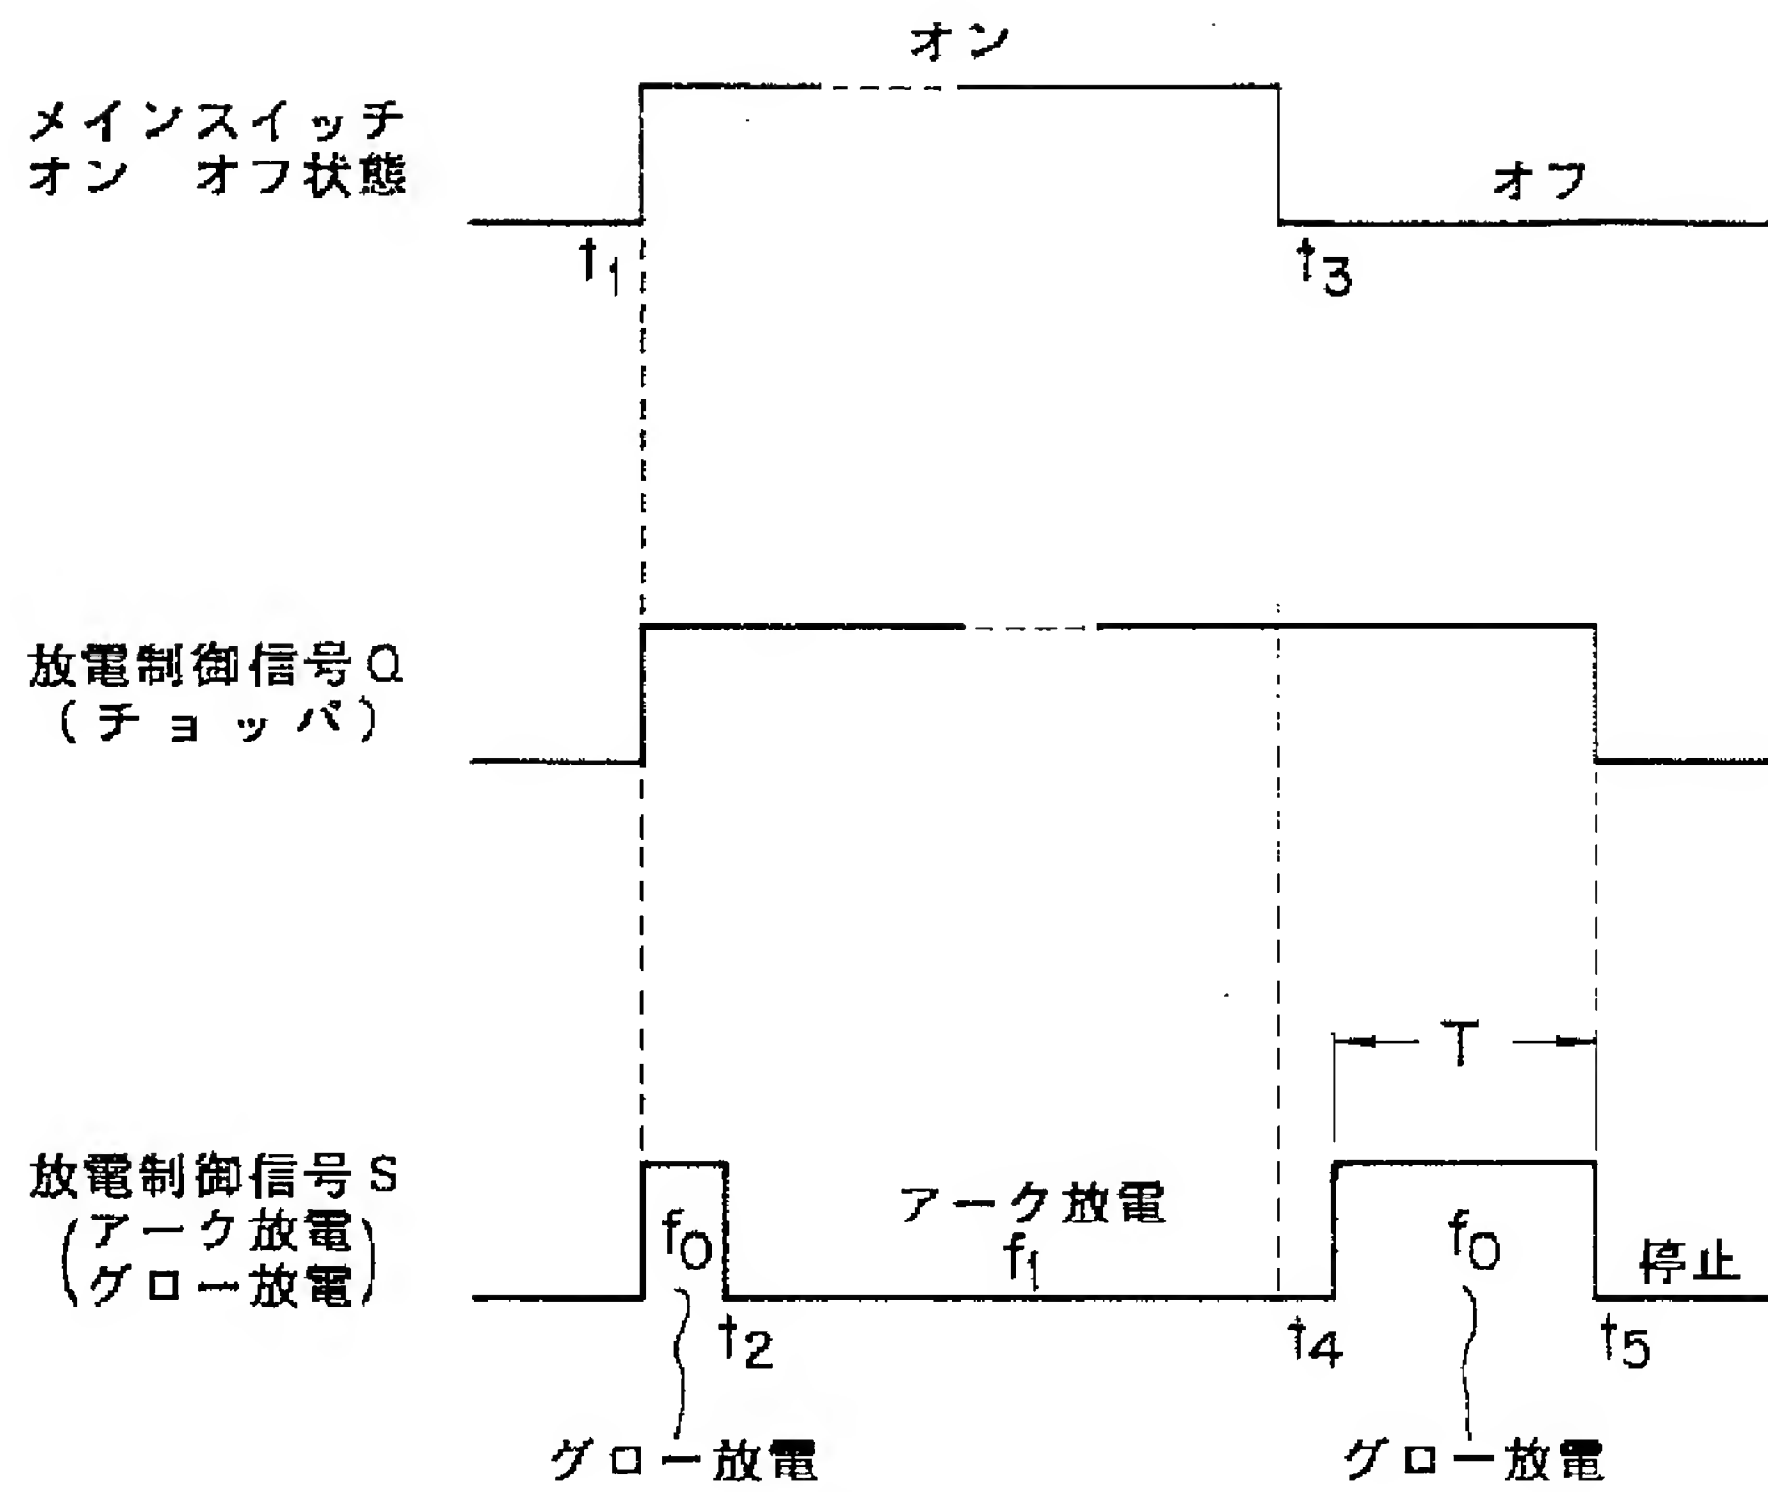 オン
メインスイッチ
オン オフ状態
オフ
t1
t3
放電制御信号Q
(チョッパ)
T
放電制御信号S
(アーク放電
グロー放電)
f0
アーク放電
f1
f0
停止
t2
t4
t5
グロー放電
グロー放電